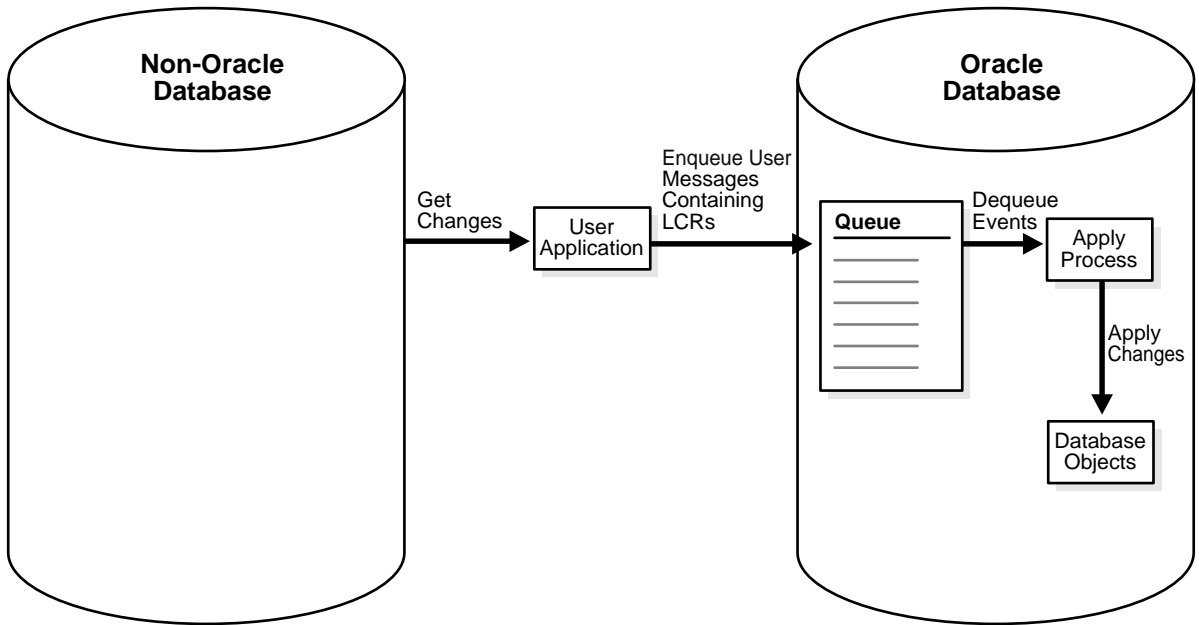 Non-Oracle
Database
Get
Changes
User
Application
Enqueue User
Messages
Containing
LCRs
Oracle
Database
Queue
Dequeue
Events
Apply
Process
Apply
Changes
Database
Objects